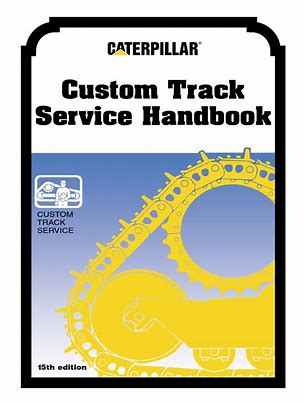 CATERPILLAR®
Custom Track
Service Handbook
CUSTOM
TRACK
SERVICE
15th edition